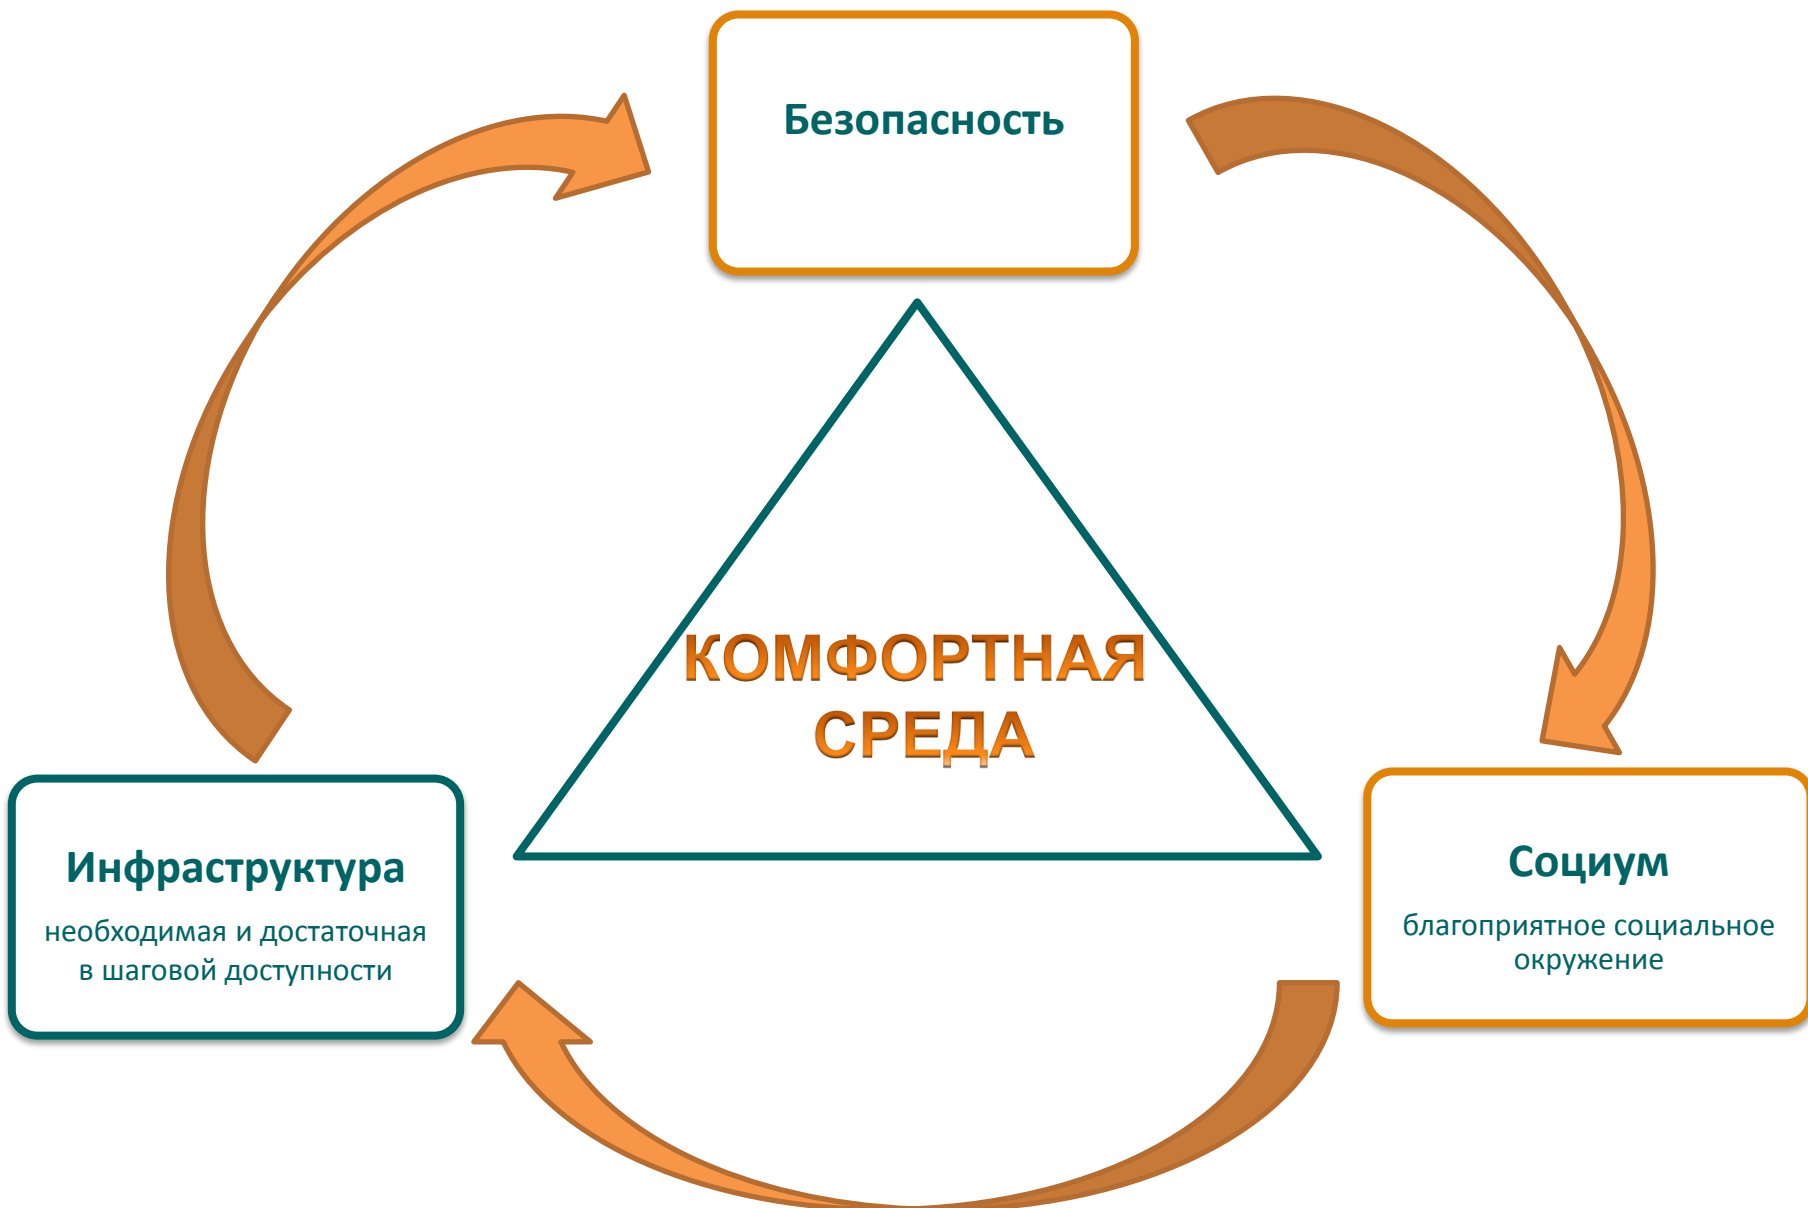 Безопасность
КОМФОРТНАЯ
СРЕДА
Инфраструктура
необходимая и достаточная
в шаговой доступности
Социум
благоприятное социальное
окружение